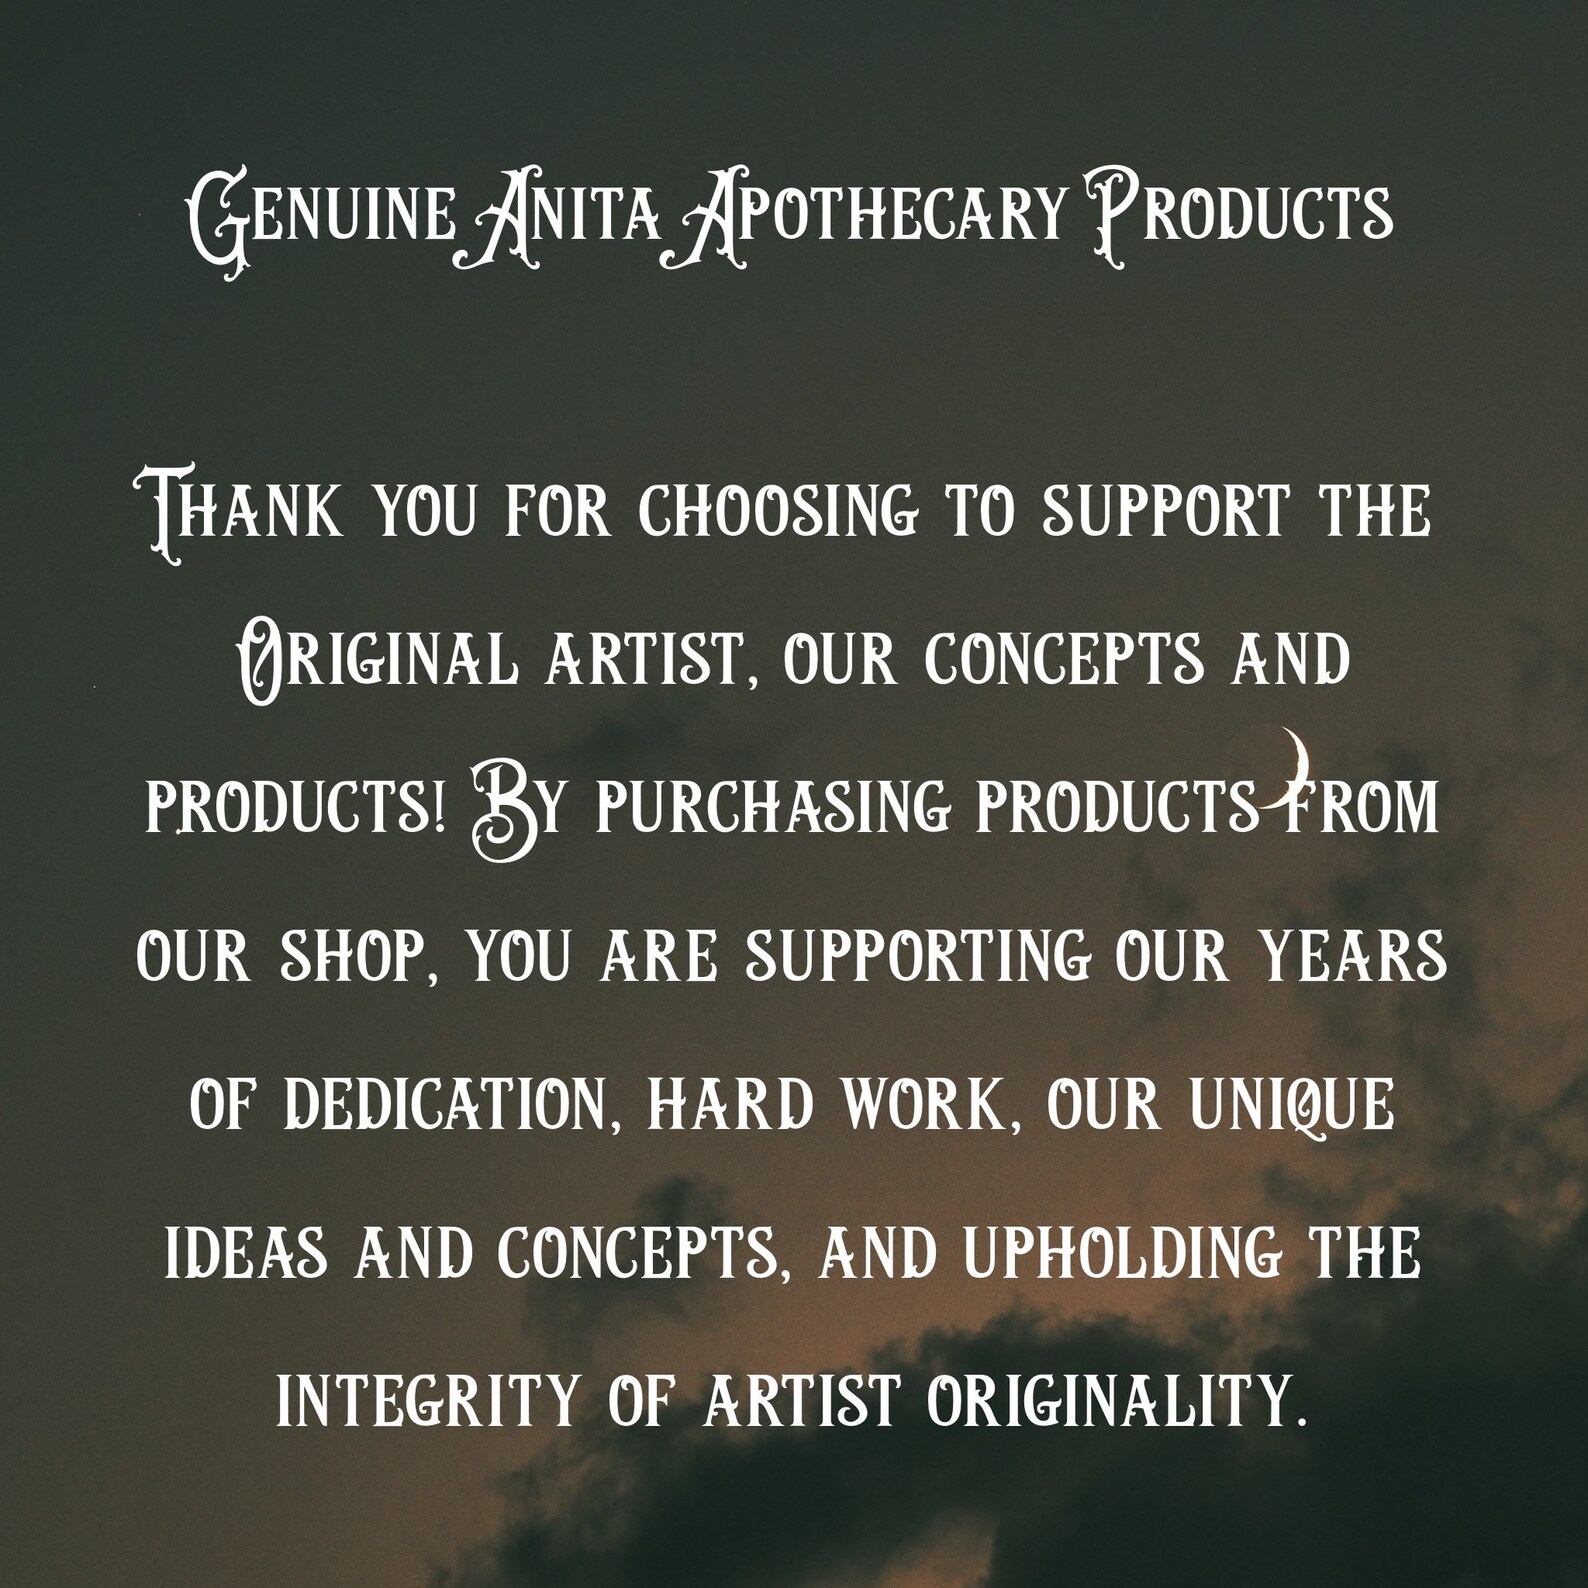 Genuine Anita Apothecary Products
Thank you for choosing to support the
Original artist, our concepts and
products! By purchasing products from
our shop, you are supporting our years
of dedication, hard work, our unique
ideas and concepts, and upholding the
integrity of artist originality.